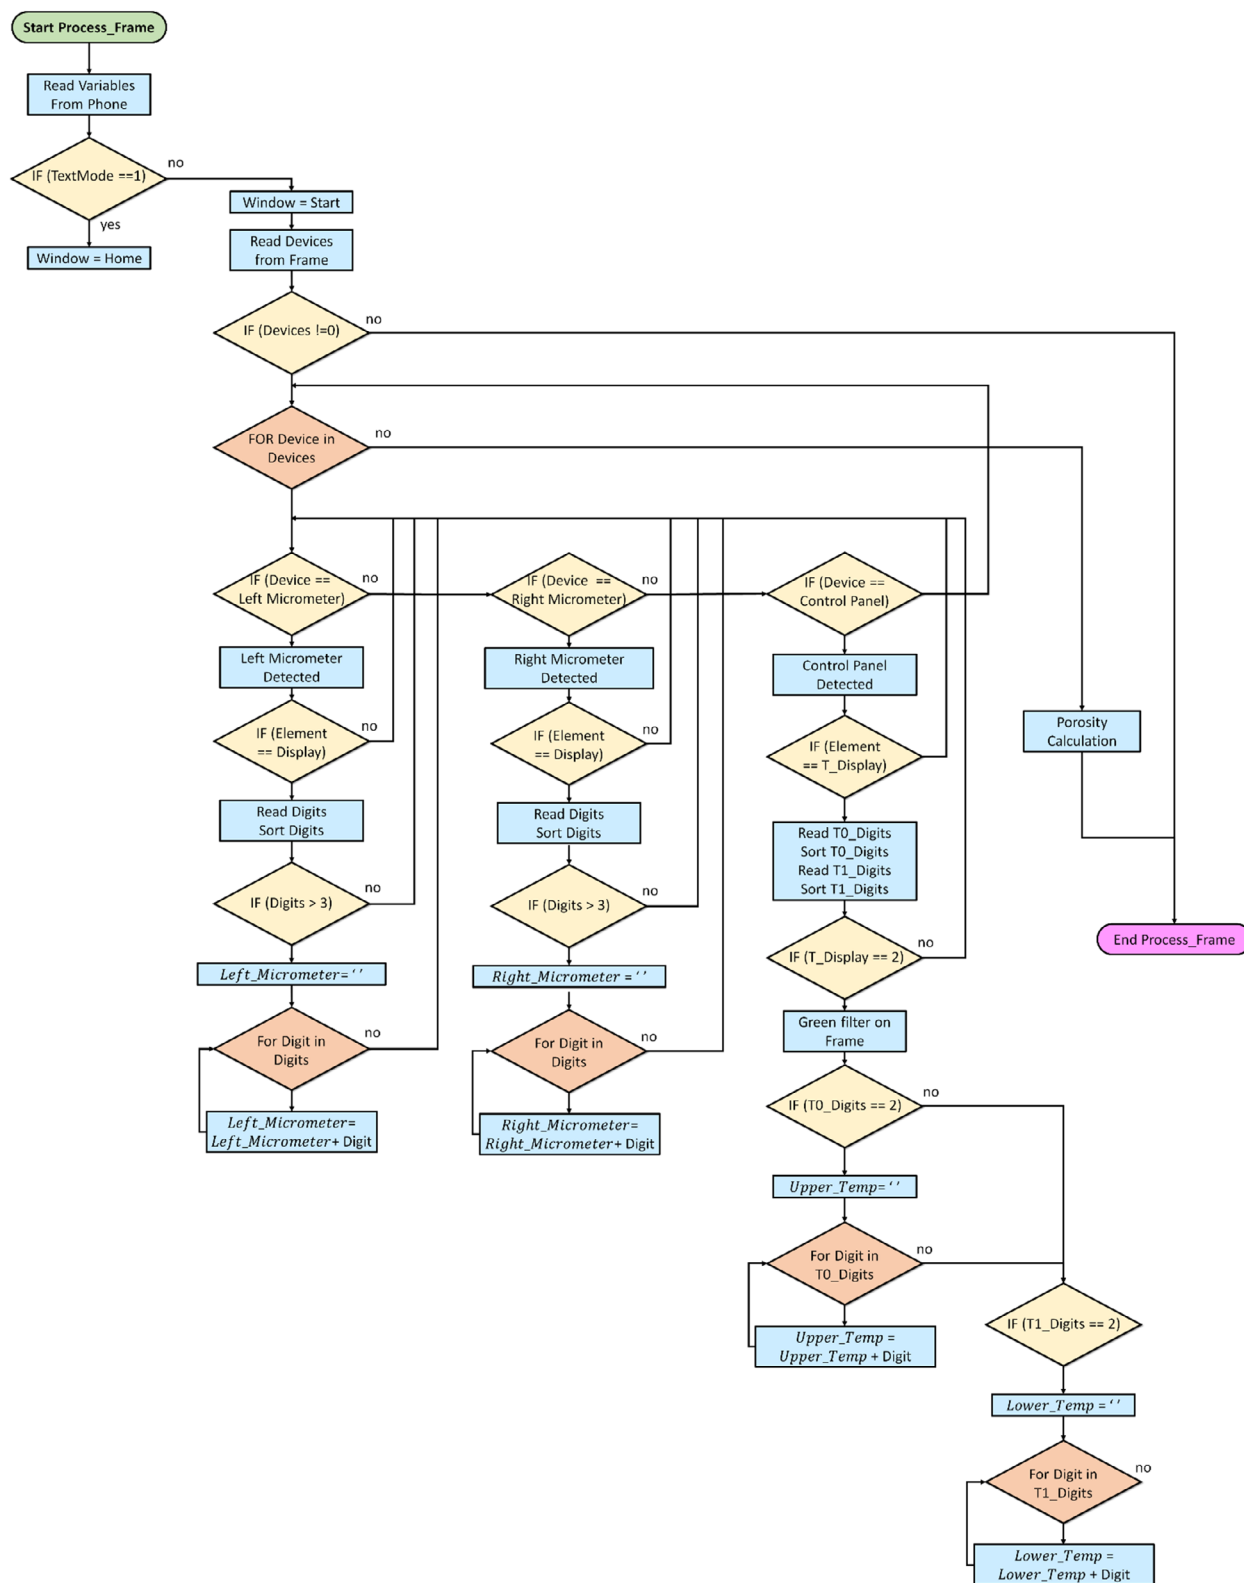 Start Process_Frame
Read Variables
From Phone
IF (TextMode ==1)
no
yes
Window = Home
Window = Start
Read Devices
from Frame
IF (Devices !=0)
no
FOR Device in
Devices
no
IF (Device ==
Left Micrometer)
no
Left Micrometer
Detected
IF (Element
== Display)
no
Read Digits
Sort Digits
IF (Digits > 3)
no
Left_Micrometer= ‘ ’
For Digit in
Digits
no
Left_Micrometer=
Left_Micrometer+ Digit
IF (Device ==
Right Micrometer)
no
Right Micrometer
Detected
IF (Element
== Display)
no
Read Digits
Sort Digits
IF (Digits > 3)
no
Right_Micrometer = ‘ ’
For Digit in
Digits
no
Right_Micrometer=
Right_Micrometer+ Digit
IF (Device ==
Control Panel)
Control Panel
Detected
IF (Element
== T_Display)
Read T0_Digits
Sort T0_Digits
Read T1_Digits
Sort T1_Digits
IF (T_Display == 2)
no
Green filter on
Frame
IF (T0_Digits == 2)
no
Upper_Temp= ‘ ’
For Digit in
T0_Digits
no
Upper_Temp =
Upper_Temp + Digit
IF (T1_Digits == 2)
Lower_Temp = ‘ ’
For Digit in
T1_Digits
no
Lower_Temp =
Lower_Temp + Digit
Porosity
Calculation
End Process_Frame